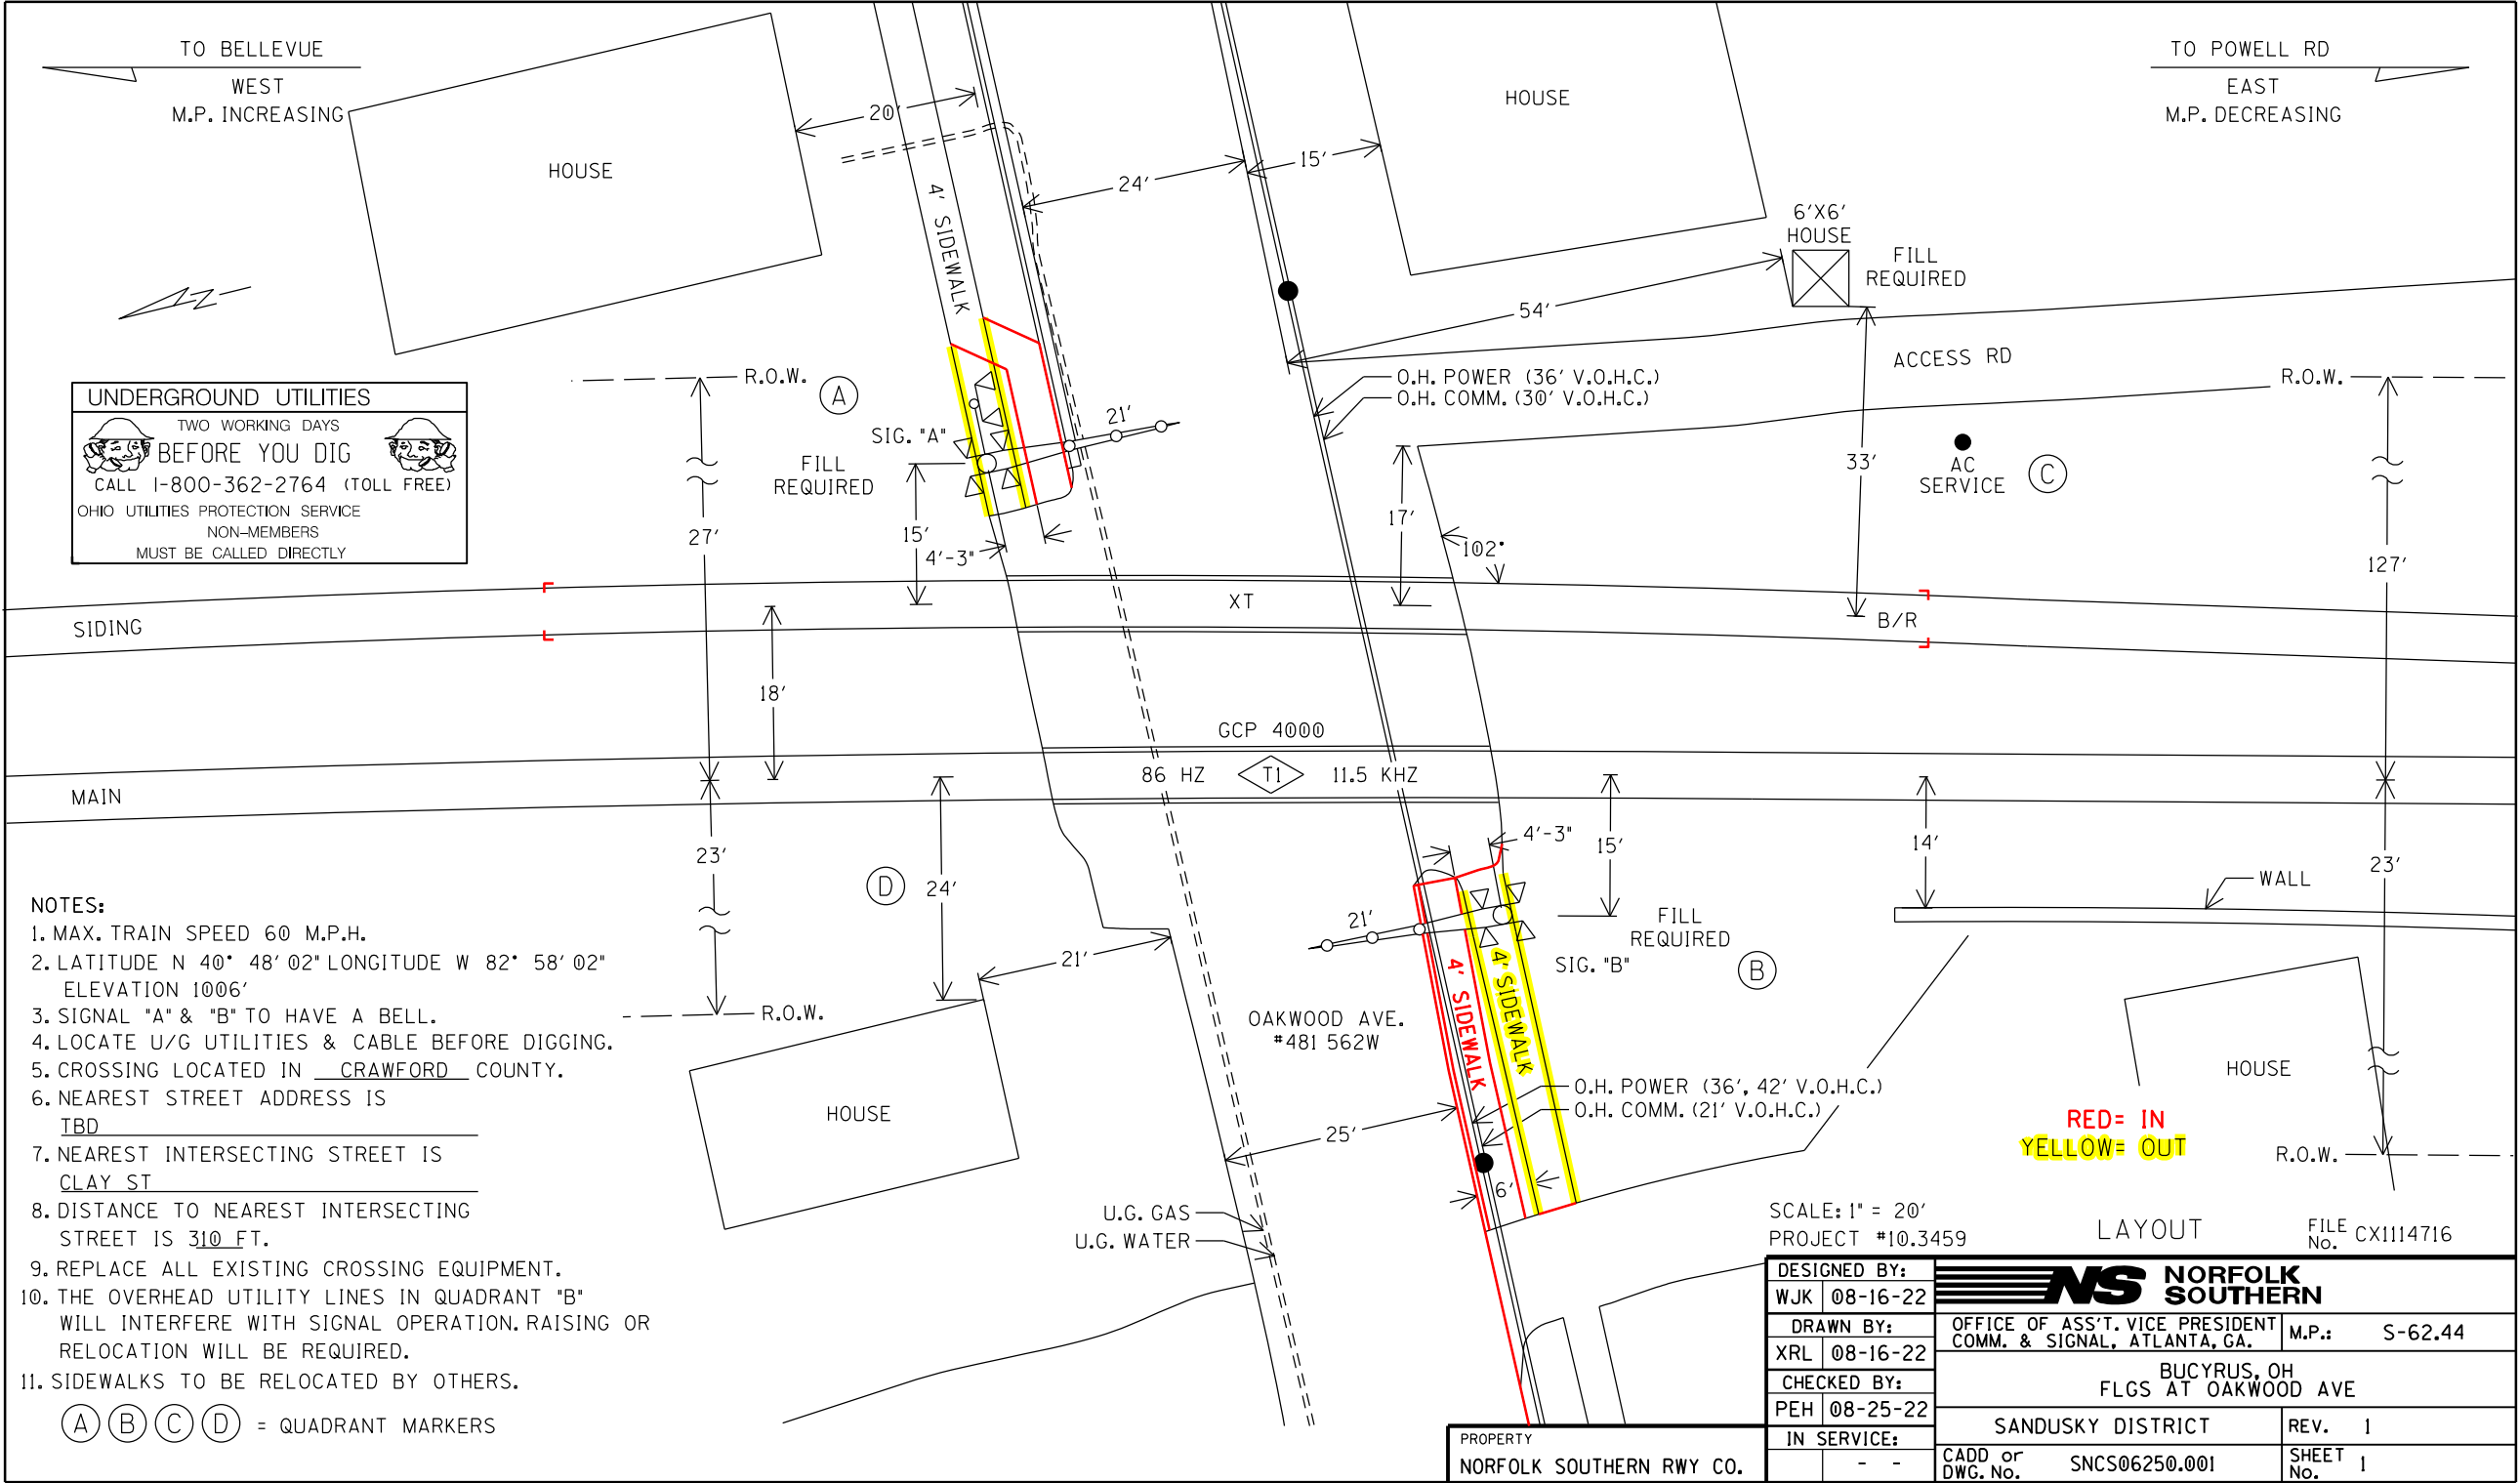 TO BELLEVUE
WEST
M.P. INCREASING
TO POWELL RD
EAST
M.P. DECREASING
HOUSE
20'
4' SIDEWALK
24'
15'
HOUSE
6'X6'
HOUSE
FILL
REQUIRED
54'
ACCESS RD
R.O.W.
A
O.H. POWER (36' V.O.H.C.)
O.H. COMM. (30' V.O.H.C.)
R.O.W.
UNDERGROUND UTILITIES
TWO WORKING DAYS
BEFORE YOU DIG
CALL 1-800-362-2764 (TOLL FREE)
OHIO UTILITIES PROTECTION SERVICE
NON-MEMBERS
MUST BE CALLED DIRECTLY
SIG. "A"
21'
FILL
REQUIRED
33'
AC
SERVICE
C
27'
15'
4'-3"
17'
102°
127'
SIDING
XT
B/R
18'
GCP 4000
86 HZ
T1
11.5 KHZ
MAIN
23'
D
24'
4'-3"
15'
14'
23'
WALL
21'
FILL
REQUIRED
SIG. "B"
B
4' SIDEWALK
4' SIDEWALK
21'
R.O.W.
OAKWOOD AVE.
#481 562W
HOUSE
25'
O.H. POWER (36', 42' V.O.H.C.)
O.H. COMM. (21' V.O.H.C.)
6'
HOUSE
RED= IN
YELLOW= OUT
R.O.W.
U.G. GAS
U.G. WATER
NOTES:
1. MAX. TRAIN SPEED 60 M.P.H.
2. LATITUDE N 40° 48' 02" LONGITUDE W 82° 58' 02"
ELEVATION 1006'
3. SIGNAL "A" & "B" TO HAVE A BELL.
4. LOCATE U/G UTILITIES & CABLE BEFORE DIGGING.
5. CROSSING LOCATED IN CRAWFORD COUNTY.
6. NEAREST STREET ADDRESS IS
TBD
7. NEAREST INTERSECTING STREET IS
CLAY ST
8. DISTANCE TO NEAREST INTERSECTING
STREET IS 310 FT.
9. REPLACE ALL EXISTING CROSSING EQUIPMENT.
10. THE OVERHEAD UTILITY LINES IN QUADRANT "B"
WILL INTERFERE WITH SIGNAL OPERATION. RAISING OR
RELOCATION WILL BE REQUIRED.
11. SIDEWALKS TO BE RELOCATED BY OTHERS.
A B C D = QUADRANT MARKERS
SCALE: 1" = 20'
PROJECT #10.3459
LAYOUT
FILE No. CX1114716
DESIGNED BY:
WJK 08-16-22
DRAWN BY:
XRL 08-16-22
CHECKED BY:
PEH 08-25-22
IN SERVICE:
- -
NS NORFOLK
SOUTHERN
OFFICE OF ASS'T. VICE PRESIDENT
COMM. & SIGNAL, ATLANTA, GA.
M.P.: S-62.44
BUCYRUS, OH
FLGS AT OAKWOOD AVE
SANDUSKY DISTRICT
REV. 1
CADD or DWG. No. SNCS06250.001
SHEET No. 1
PROPERTY
NORFOLK SOUTHERN RWY CO.